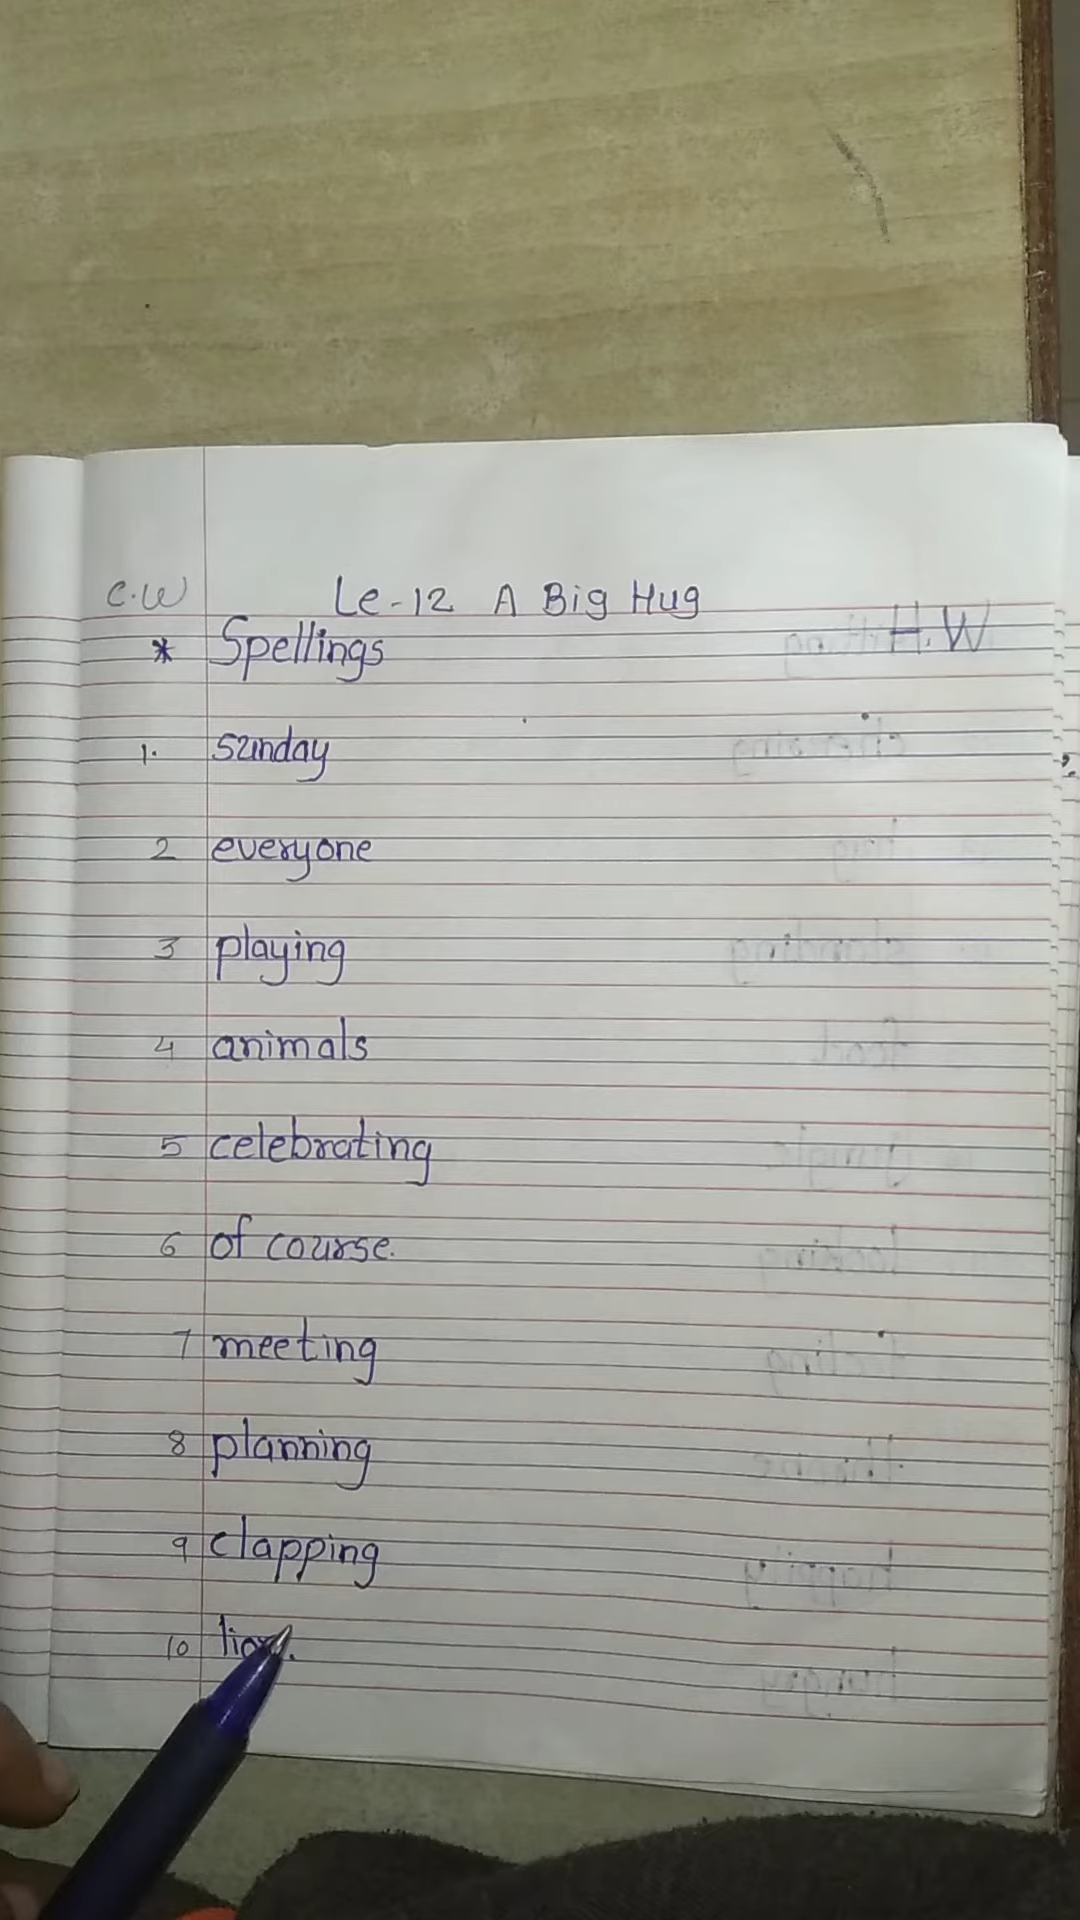 C.W Le-12 A Big Hug
* Spellings H.W
1. sunday
2 everyone
3 playing
4 animals
5 celebrating
6 of course.
7 meeting
8 planning
9 clapping
10